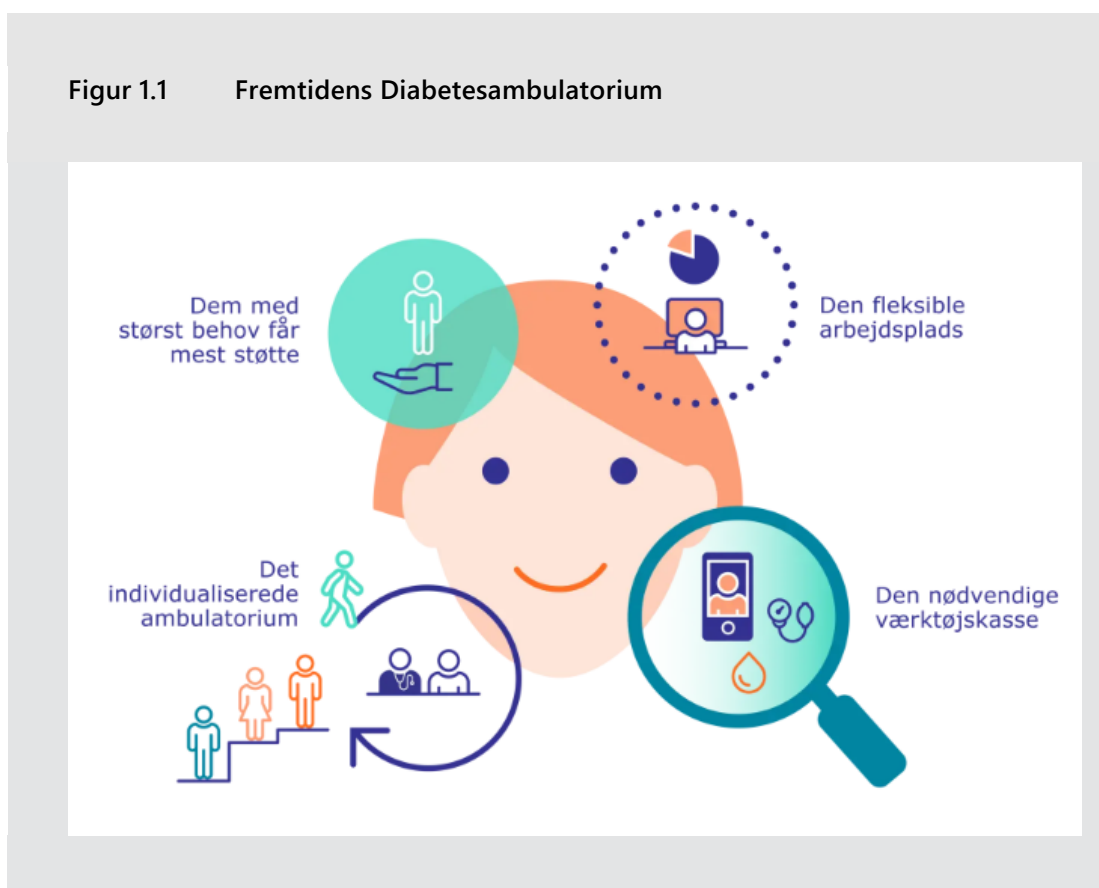 Figur 1.1 Fremtidens Diabetesambulatorium
Dem med
størst behov får
mest støtte
Den fleksible
arbejdsplads
Det
individualiserede
ambulatorium
Den nødvendige
værktøjskasse